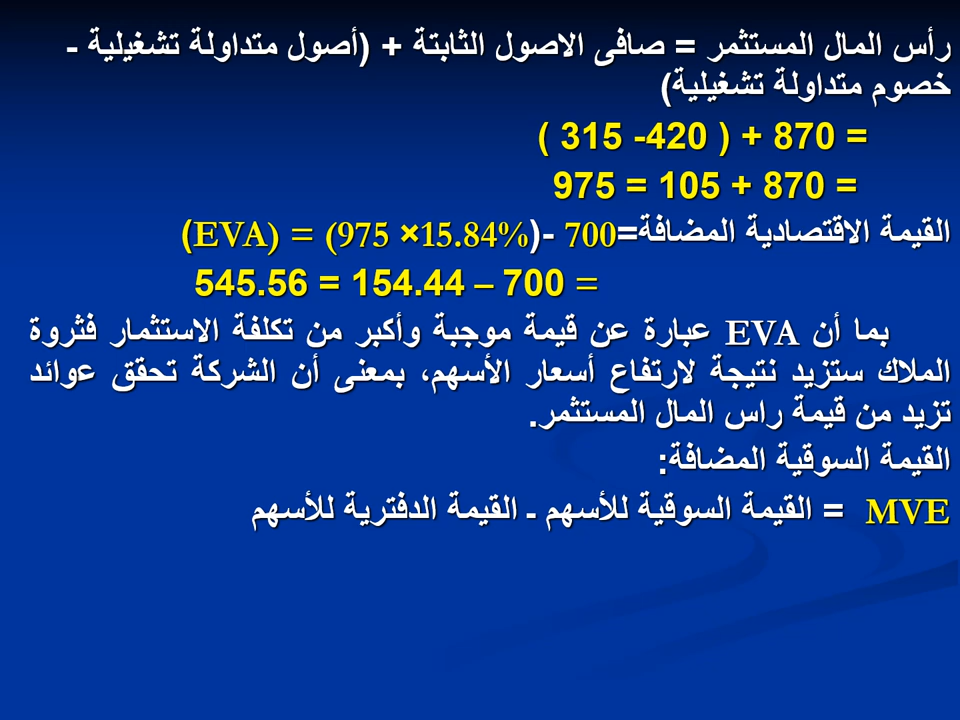 رأس المال المستثمر = صافى الاصول الثابتة + (أصول متداولة تشغيلية -
خصوم متداولة تشغيلية)
= 870 + ( 420- 315 )
= 870 + 105 = 975
القيمة الاقتصادية المضافة=700 -(15.84%× 975) = (EVA)
= 700 – 154.44 = 545.56
بما أن EVA عبارة عن قيمة موجبة وأكبر من تكلفة الاستثمار فثروة
الملاك ستزيد نتيجة لارتفاع أسعار الأسهم، بمعنى أن الشركة تحقق عوائد
تزيد من قيمة راس المال المستثمر.
القيمة السوقية المضافة:
MVE = القيمة السوقية للأسهم ـ القيمة الدفترية للأسهم